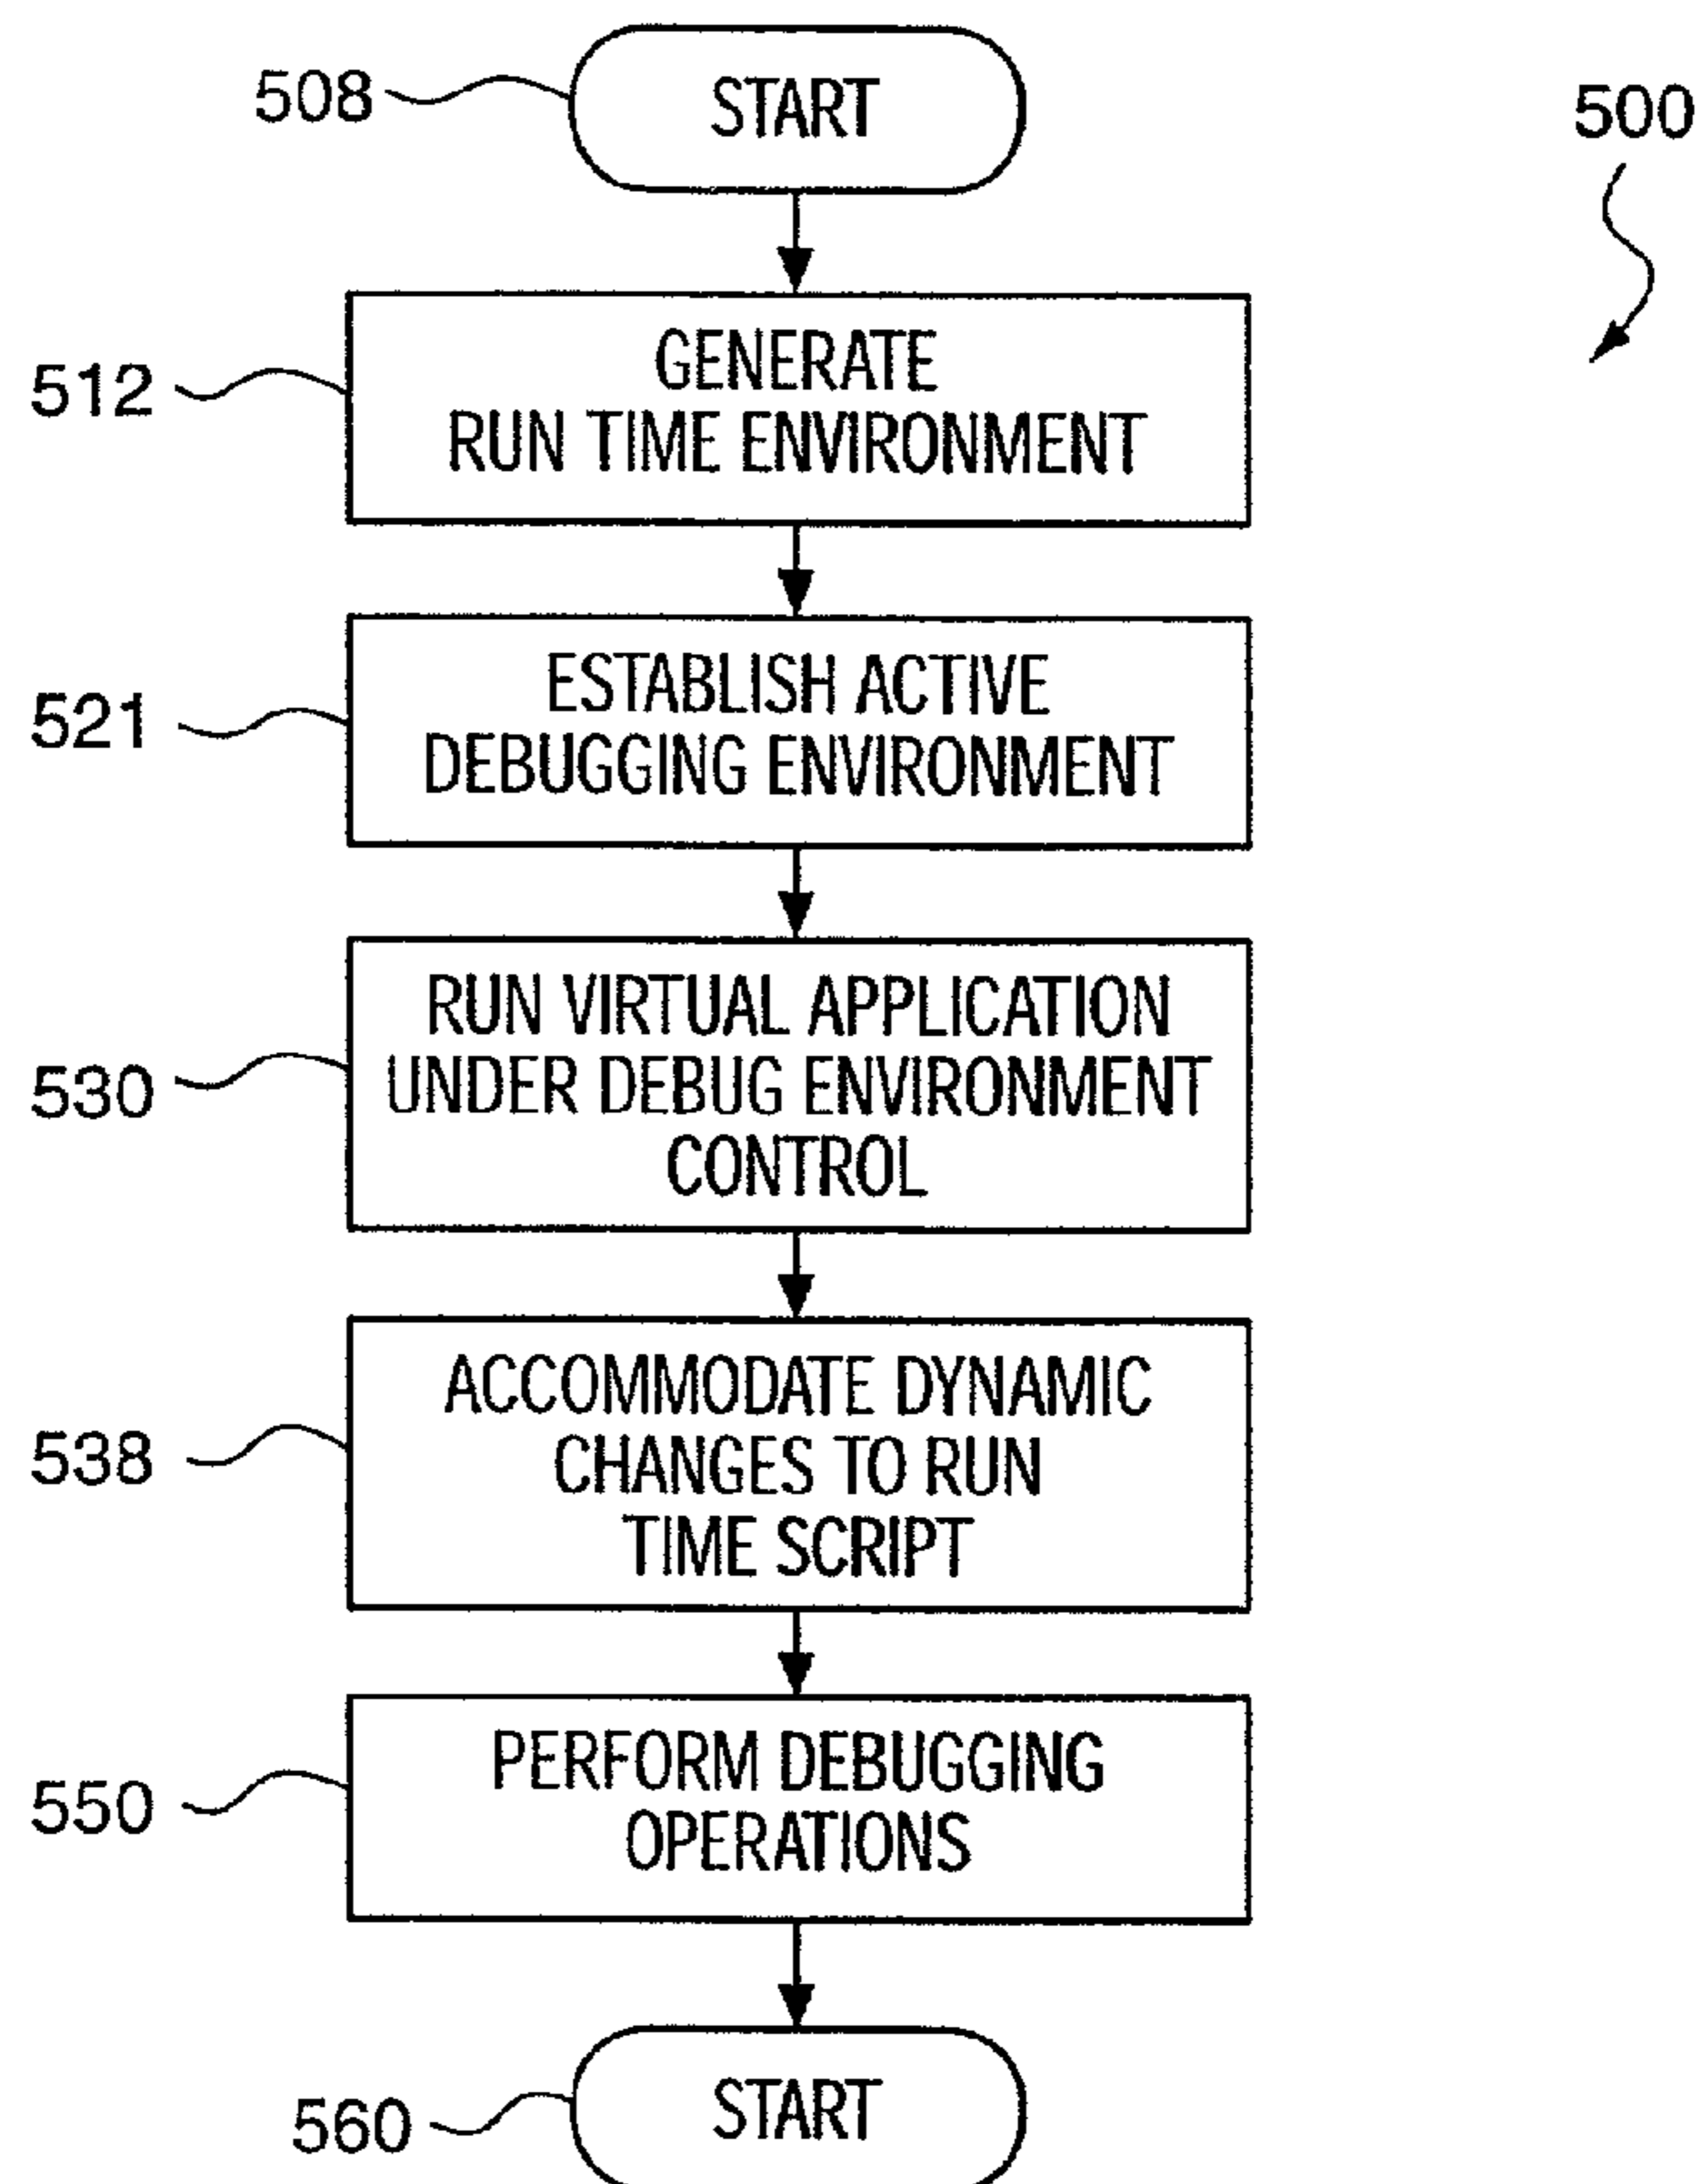 508
START
500
512
GENERATE
RUN TIME ENVIRONMENT
521
ESTABLISH ACTIVE
DEBUGGING ENVIRONMENT
530
RUN VIRTUAL APPLICATION
UNDER DEBUG ENVIRONMENT
CONTROL
538
ACCOMMODATE DYNAMIC
CHANGES TO RUN
TIME SCRIPT
550
PERFORM DEBUGGING
OPERATIONS
560
START